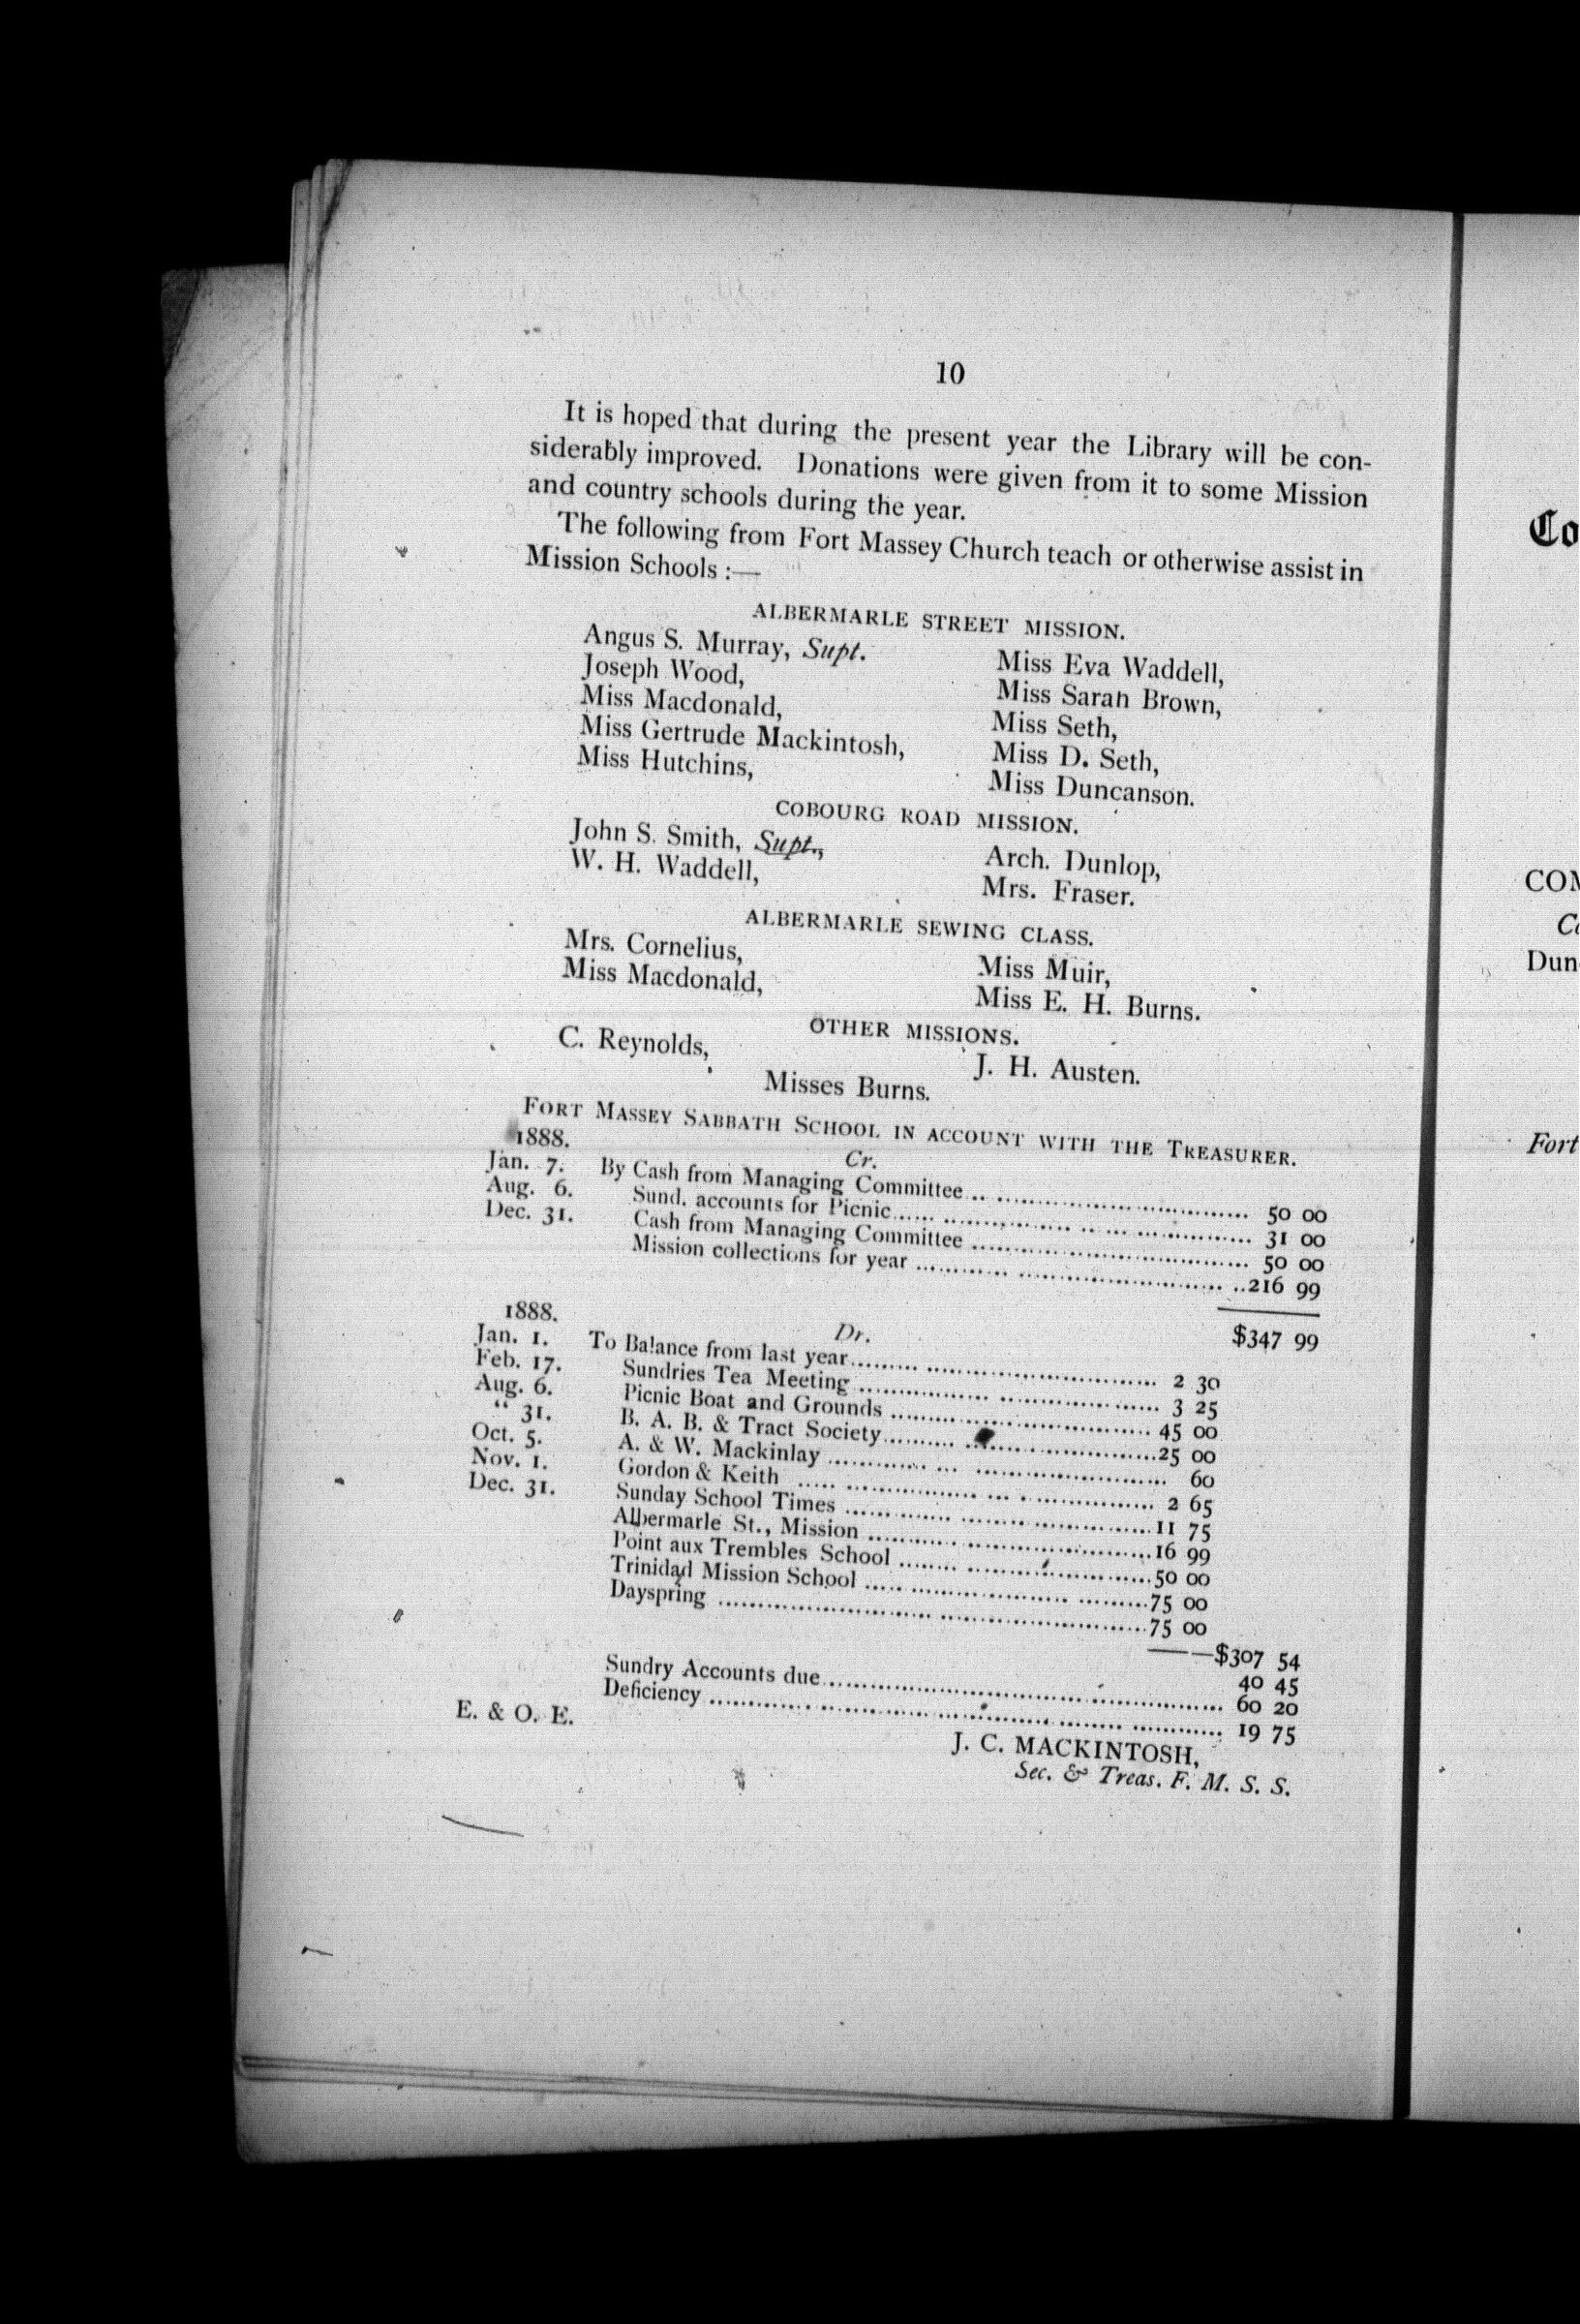 10
It is hoped that during the present year the Library will be con-
siderably improved. Donations were given from it to some Mission
and country schools during the year.
The following from Fort Massey Church teach or otherwise assist in
Mission Schools :—
ALBERMARLE STREET MISSION.
Angus S. Murray, Supt. Miss Eva Waddell,
Joseph Wood, Miss Sarah Brown,
Miss Macdonald, Miss Seth,
Miss Gertrude Mackintosh, Miss D. Seth,
Miss Hutchins, Miss Duncanson.
COBOURG ROAD MISSION.
John S. Smith, Supt., Arch. Dunlop,
W. H. Waddell, Mrs. Fraser.
ALBERMARLE SEWING CLASS.
Mrs. Cornelius, Miss Muir,
Miss Macdonald, Miss E. H. Burns.
OTHER MISSIONS.
C. Reynolds, J. H. Austen.
Misses Burns.
FORT MASSEY SABBATH SCHOOL IN ACCOUNT WITH THE TREASURER.
1888. Cr.
Jan. 7. By Cash from Managing Committee 50 00
Aug. 6. Sund. accounts for Picnic 31 00
Dec. 31. Cash from Managing Committee 50 00
Mission collections for year 216 99
$347 99
1888. Dr.
Jan. 1. To Balance from last year 2 30
Feb. 17. Sundries Tea Meeting 3 25
Aug. 6. Picnic Boat and Grounds 45 00
“ 31. B. A. B. & Tract Society 25 00
Oct. 5. A. & W. Mackinlay 60
Nov. 1. Gordon & Keith 2 65
Dec. 31. Sunday School Times 11 75
Albermarle St., Mission 16 99
Point aux Trembles School 50 00
Trinidad Mission School 75 00
Dayspring 75 00
——$307 54
40 45
Sundry Accounts due 60 20
Deficiency 19 75
E. & O. E.
J. C. MACKINTOSH,
Sec. & Treas. F. M. S. S.
Co
COM
Co
Dun
Fort